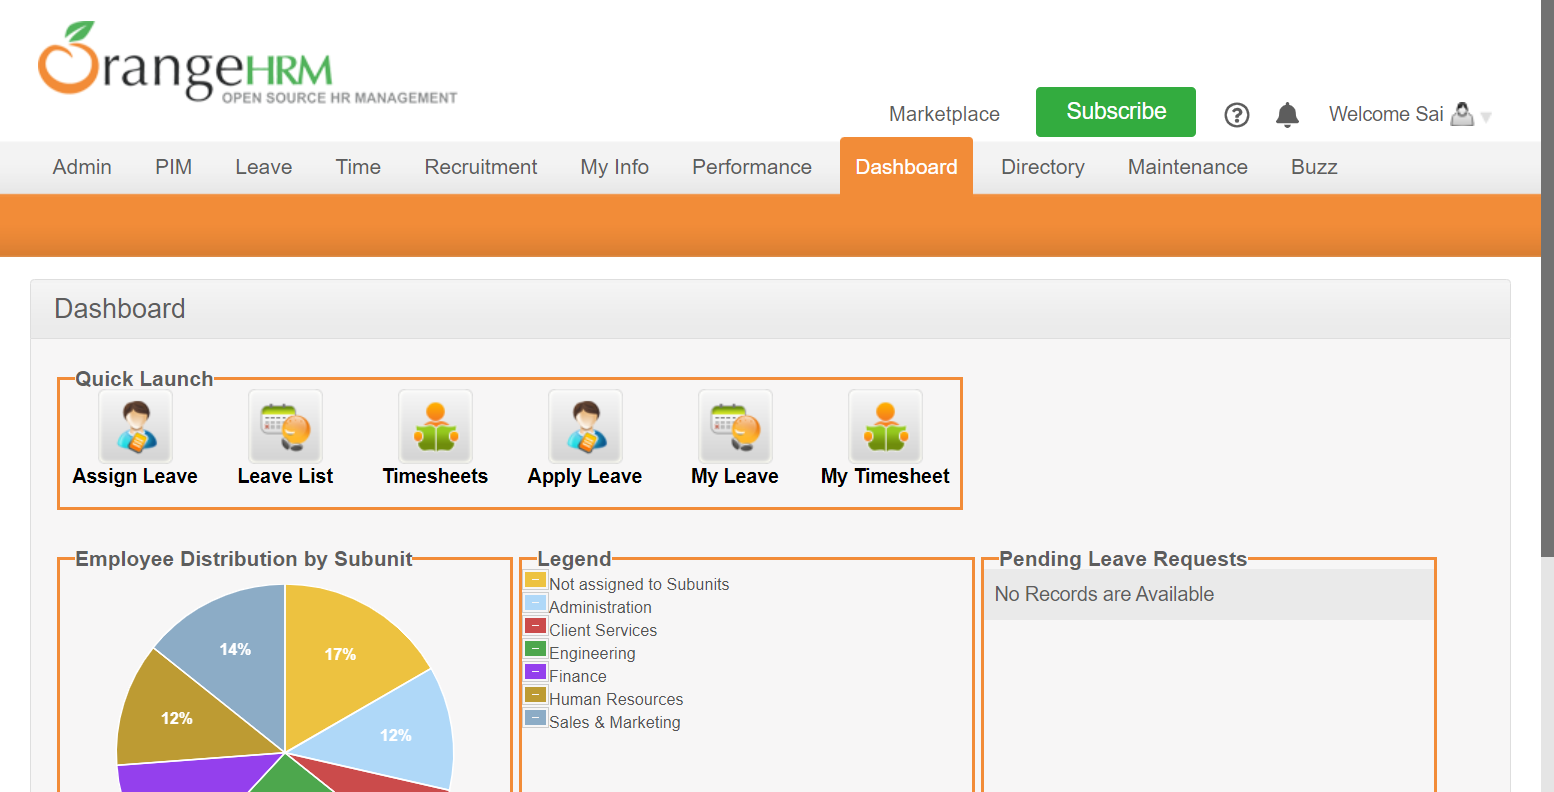 OrangeHRM
OPEN SOURCE HR MANAGEMENT
Marketplace Subscribe ? Welcome Sai
Admin PIM Leave Time Recruitment My Info Performance Dashboard Directory Maintenance Buzz
Dashboard
Quick Launch
Assign Leave Leave List Timesheets Apply Leave My Leave My Timesheet
Employee Distribution by Subunit
14%
17%
12%
12%
Legend
Not assigned to Subunits
Administration
Client Services
Engineering
Finance
Human Resources
Sales & Marketing
Pending Leave Requests
No Records are Available